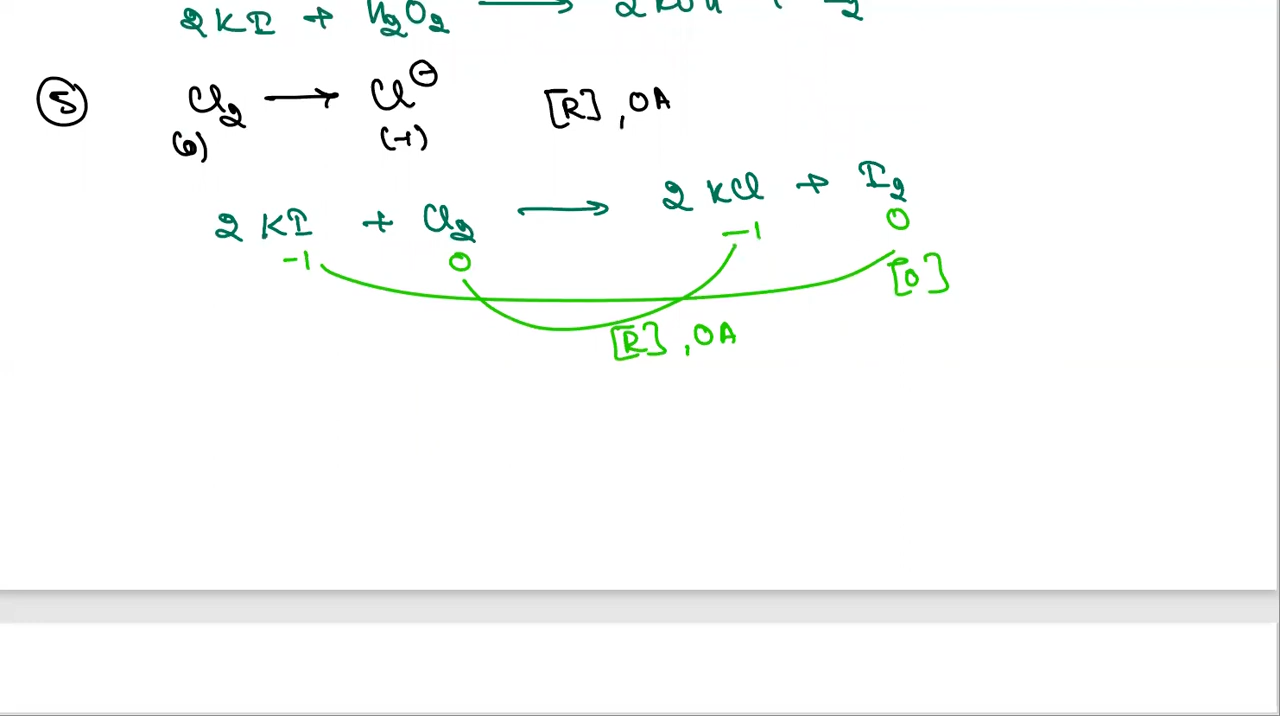 2KI + H₂O₂ ⟶ 2KOH + I₂
⑤ Cl₂ ⟶ Cl⊖ [R], OA
(0) (-1)
2KI + Cl₂ ⟶ 2KCl + I₂
-1 0 -1 0
[O]
[R], OA